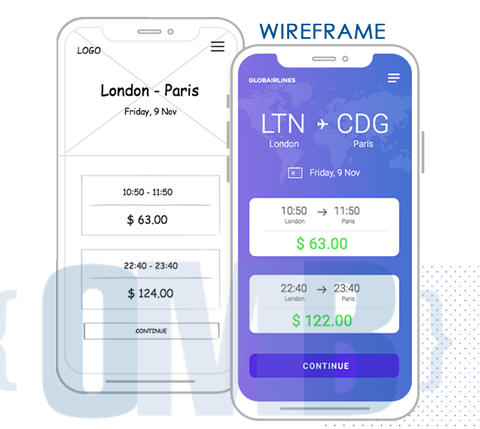 WIREFRAME
LOGO
London - Paris
Friday, 9 Nov
10:50 - 11:50
$ 63.00
22:40 - 23:40
$ 124.00
CONTINUE
GLOBAIRLINES
LTN CDG
London Paris
Friday, 9 Nov
10:50 → 11:50
London Paris
$ 63.00
22:40 → 23:40
London Paris
$ 122.00
CONTINUE
{OMB}